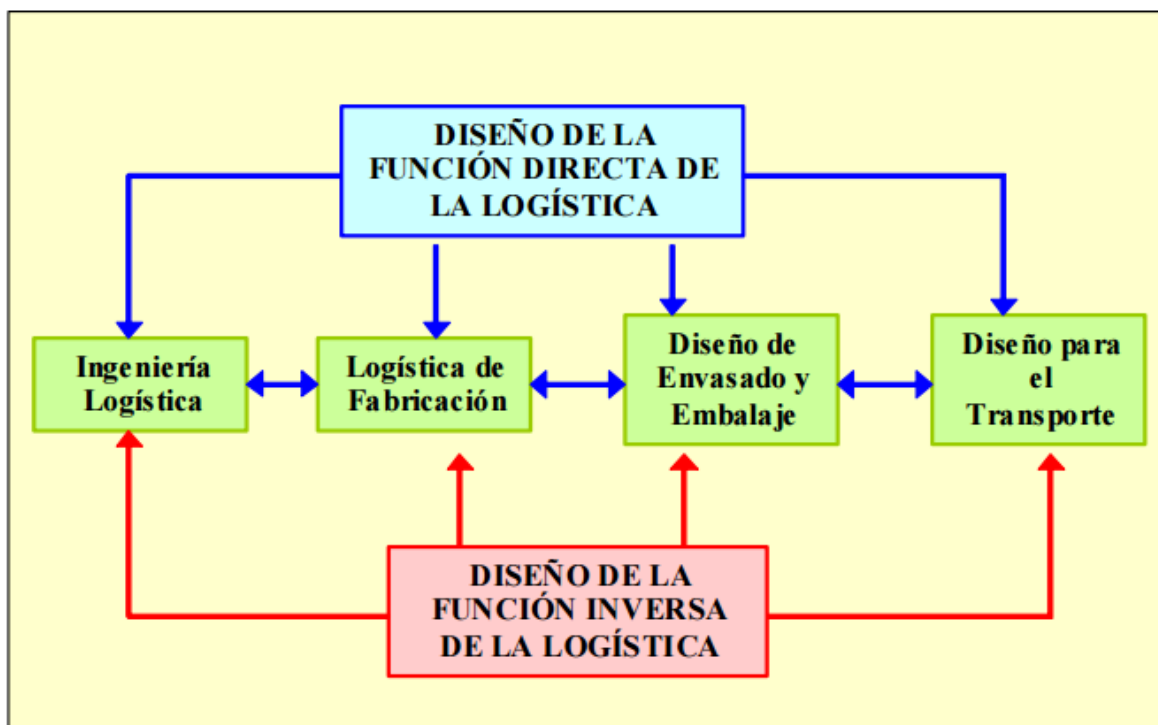 DISEÑO DE LA
FUNCIÓN DIRECTA DE
LA LOGÍSTICA
Ingeniería
Logística
Logística de
Fabricación
Diseño de
Envasado y
Embalaje
Diseño para
el
Transporte
DISEÑO DE LA
FUNCIÓN INVERSA
DE LA LOGÍSTICA